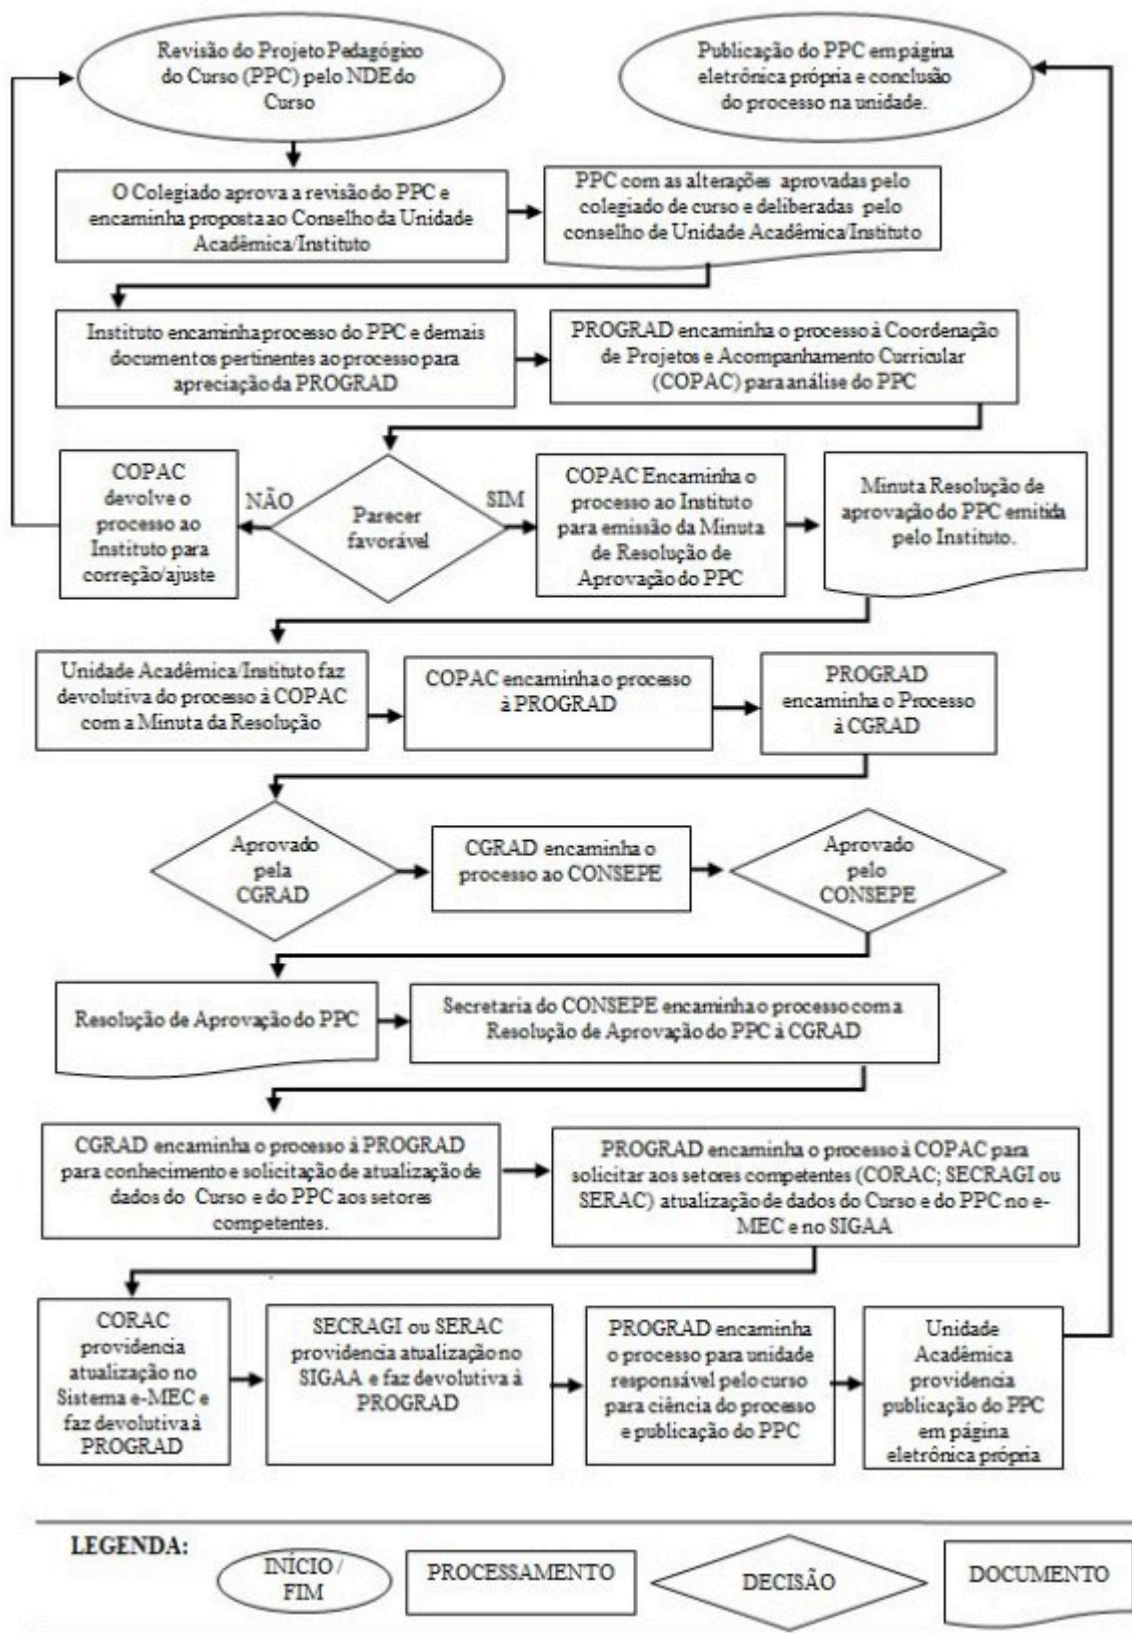 Revisão do Projeto Pedagógico
do Curso (PPC) pelo NDE do
Curso
Publicação do PPC em página
eletrônica própria e conclusão
do processo na unidade.
O Colegiado aprova a revisão do PPC e
encaminha proposta ao Conselho da Unidade
Acadêmica/Instituto
PPC com as alterações aprovadas pelo
colegiado de curso e deliberadas pelo
conselho de Unidade Acadêmica/Instituto
Instituto encaminha processo do PPC e demais
documentos pertinentes ao processo para
apreciação da PROGRAD
PROGRAD encaminha o processo à Coordenação
de Projetos e Acompanhamento Curricular
(COPAC) para análise do PPC
COPAC
devolve o
processo ao
Instituto para
correção/ajuste
NÃO
Parecer
favorável
SIM
COPAC Encaminha o
processo ao Instituto
para emissão da Minuta
de Resolução de
Aprovação do PPC
Minuta Resolução de
aprovação do PPC emitida
pelo Instituto.
Unidade Acadêmica/Instituto faz
devolutiva do processo à COPAC
com a Minuta da Resolução
COPAC encaminha o processo
à PROGRAD
PROGRAD
encaminha o Processo
à CGRAD
Aprovado
pela
CGRAD
CGRAD encaminha o
processo ao CONSEPE
Aprovado
pelo
CONSEPE
Resolução de Aprovação do PPC
Secretaria do CONSEPE encaminha o processo com a
Resolução de Aprovação do PPC à CGRAD
CGRAD encaminha o processo à PROGRAD
para conhecimento e solicitação de atualização de
dados do Curso e do PPC aos setores
competentes.
PROGRAD encaminha o processo à COPAC para
solicitar aos setores competentes (CORAC; SECRAGI ou
SERAC) atualização de dados do Curso e do PPC no e-
MEC e no SIGAA
CORAC
providencia
atualização no
Sistema e-MEC e
faz devolutiva à
PROGRAD
SECRAGI ou SERAC
providencia atualização no
SIGAA e faz devolutiva à
PROGRAD
PROGRAD encaminha
o processo para unidade
responsável pelo curso
para ciência do processo
e publicação do PPC
Unidade
Acadêmica
providencia
publicação do PPC
em página
eletrônica própria
LEGENDA:
INÍCIO /
FIM
PROCESSAMENTO
DECISÃO
DOCUMENTO